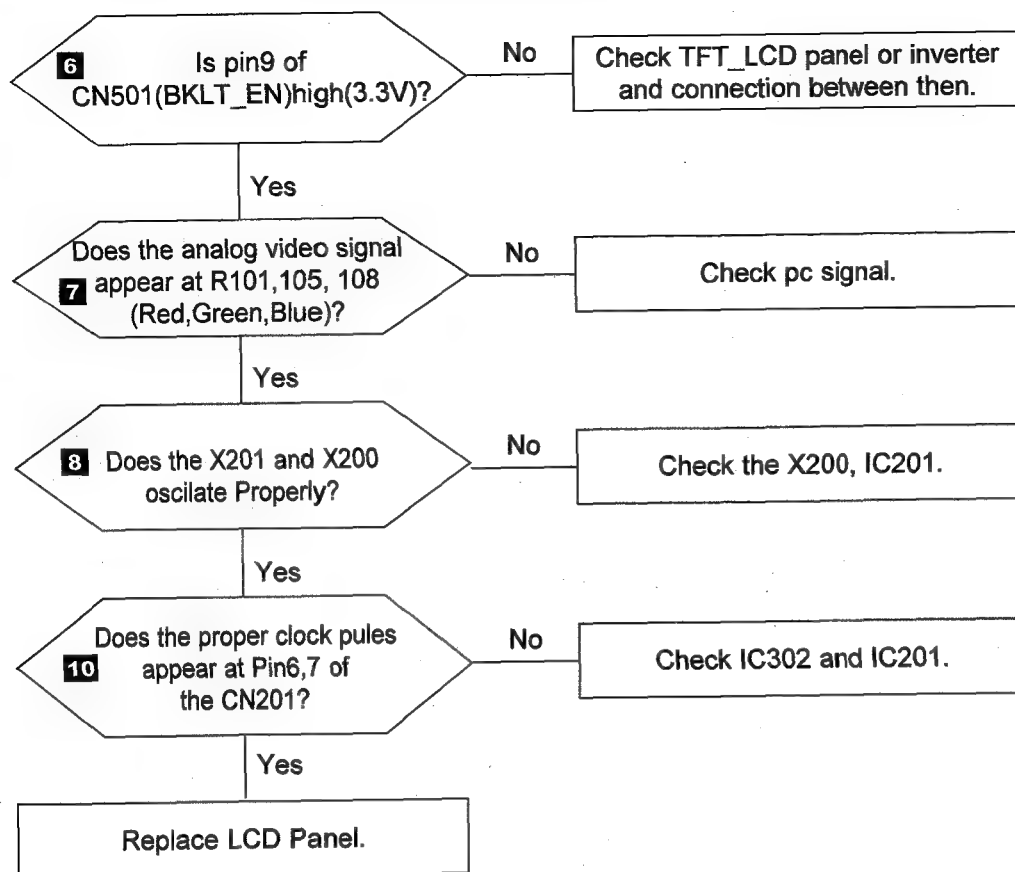 6 Is pin9 of
CN501(BKLT_EN)high(3.3V)?
No
Check TFT_LCD panel or inverter
and connection between then.
Yes
Does the analog video signal
7 appear at R101,105, 108
(Red,Green,Blue)?
No
Check pc signal.
Yes
8 Does the X201 and X200
oscilate Properly?
No
Check the X200, IC201.
Yes
Does the proper clock pules
10 appear at Pin6,7 of
the CN201?
No
Check IC302 and IC201.
Yes
Replace LCD Panel.